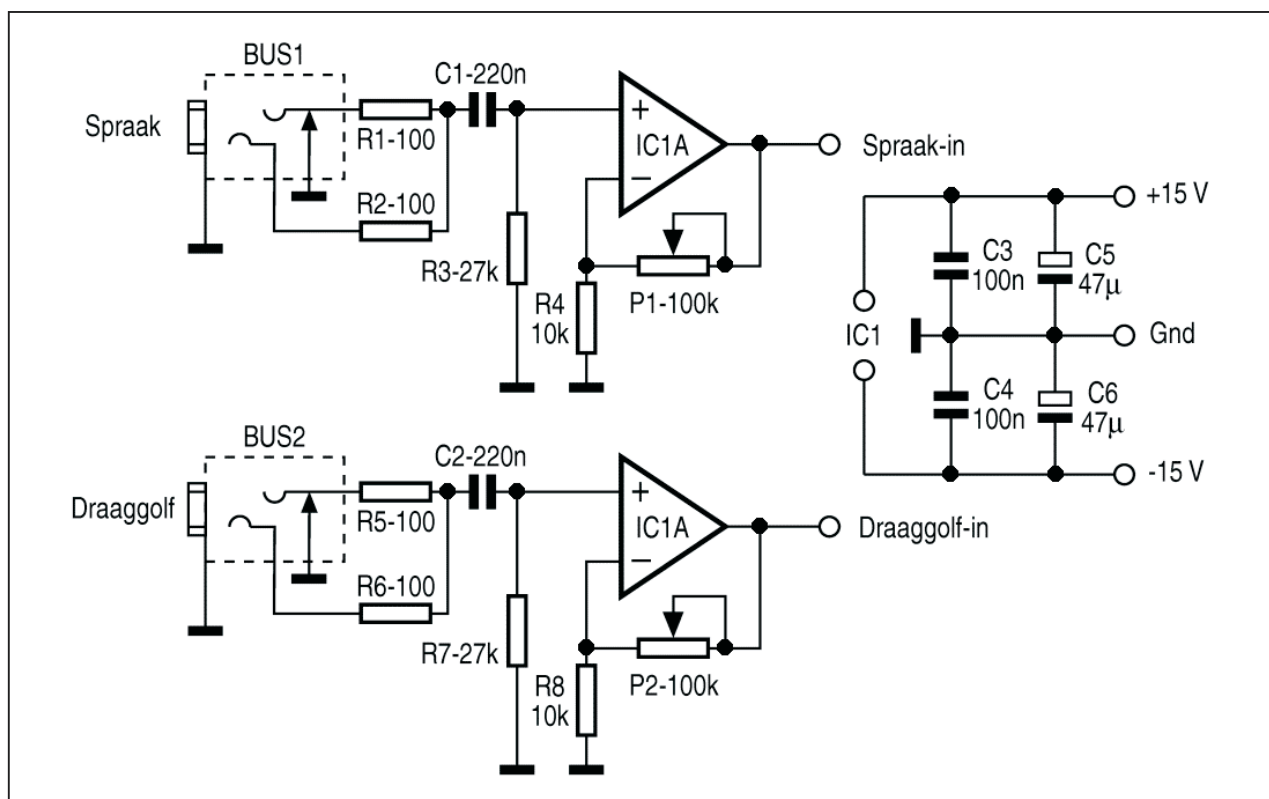 BUS1
C1-220n
Spraak
R1-100
R2-100
R3-27k
+
IC1A
−
Spraak-in
R4
10k
P1-100k
+15 V
C3
100n
C5
47µ
IC1
Gnd
C4
100n
C6
47µ
-15 V
BUS2
C2-220n
Draaggolf
R5-100
R6-100
R7-27k
+
IC1A
−
Draaggolf-in
R8
10k
P2-100k